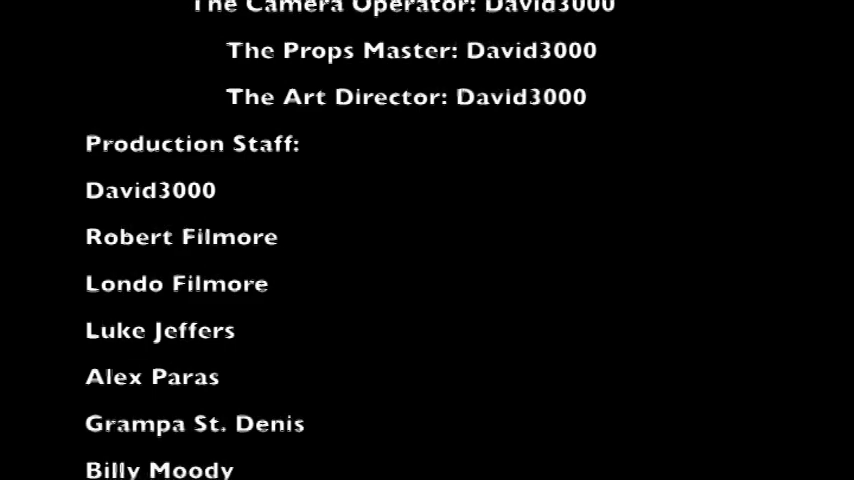 The Camera Operator: David3000
The Props Master: David3000
The Art Director: David3000
Production Staff:
David3000
Robert Filmore
Londo Filmore
Luke Jeffers
Alex Paras
Grampa St. Denis
Billy Moody